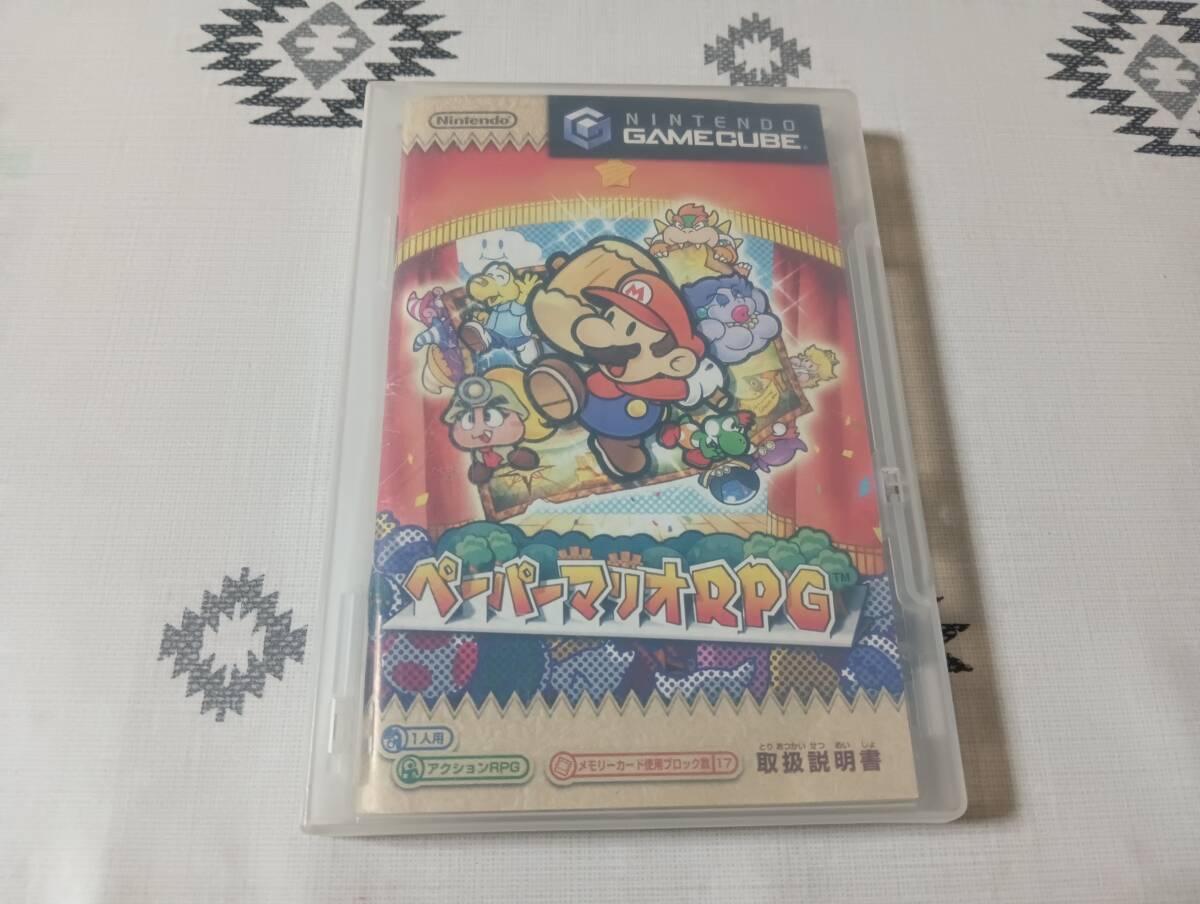 Nintendo
NINTENDO
GAMECUBE
M
ペーパーマリオRPG™
1人用
アクションRPG
メモリーカード使用ブロック数 17
とりあつかいせつめいしょ
取扱説明書